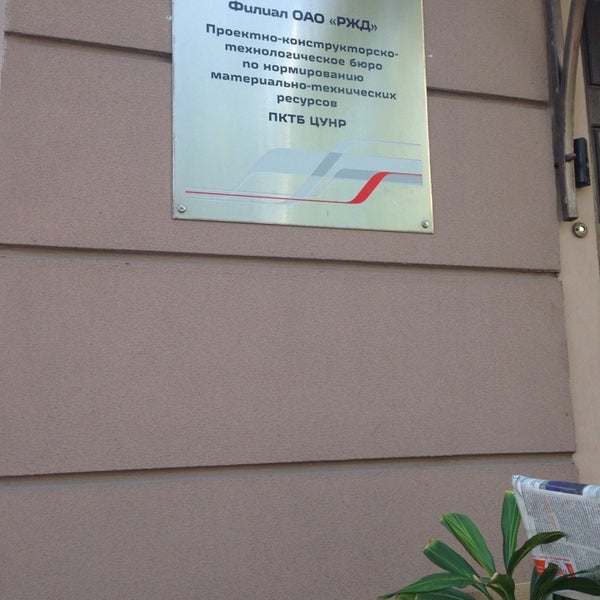 Филиал ОАО «РЖД»
Проектно-конструкторско-
технологическое бюро
по нормированию
материально-технических
ресурсов
ПКТБ ЦУНР